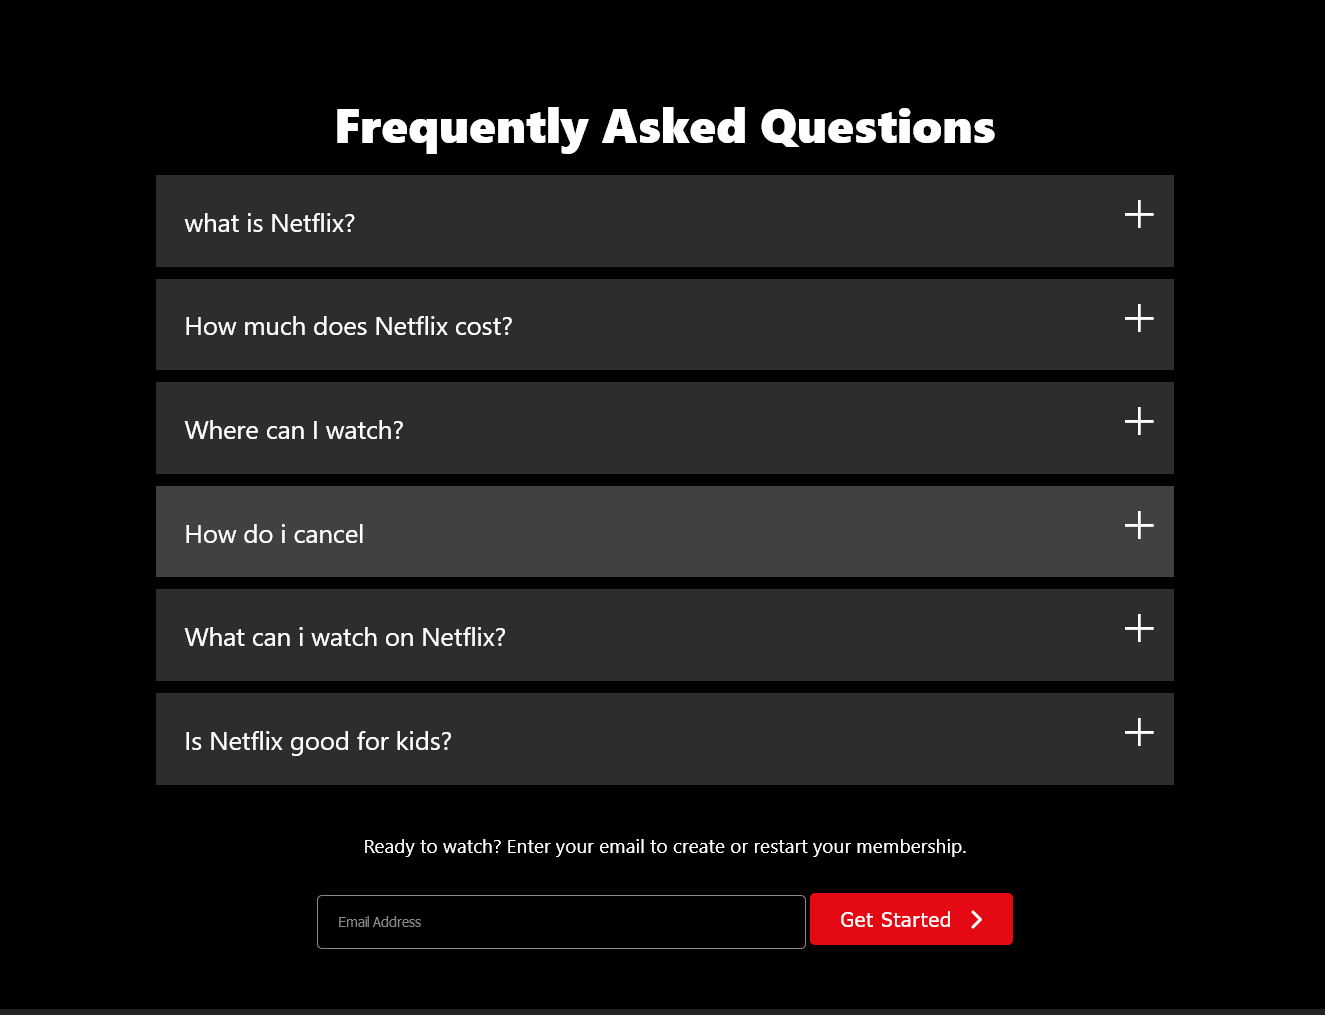 Frequently Asked Questions
what is Netflix?
How much does Netflix cost?
Where can I watch?
How do i cancel
What can i watch on Netflix?
Is Netflix good for kids?
Ready to watch? Enter your email to create or restart your membership.
Email Address
Get Started